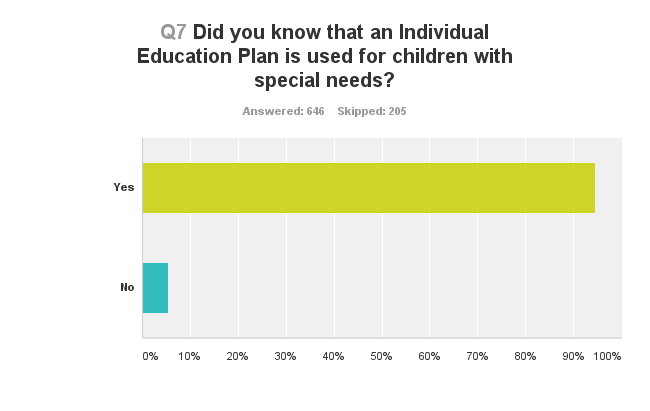 Q7 Did you know that an Individual
Education Plan is used for children with
special needs?
Answered: 646 Skipped: 205
Yes
No
0% 10% 20% 30% 40% 50% 60% 70% 80% 90% 100%